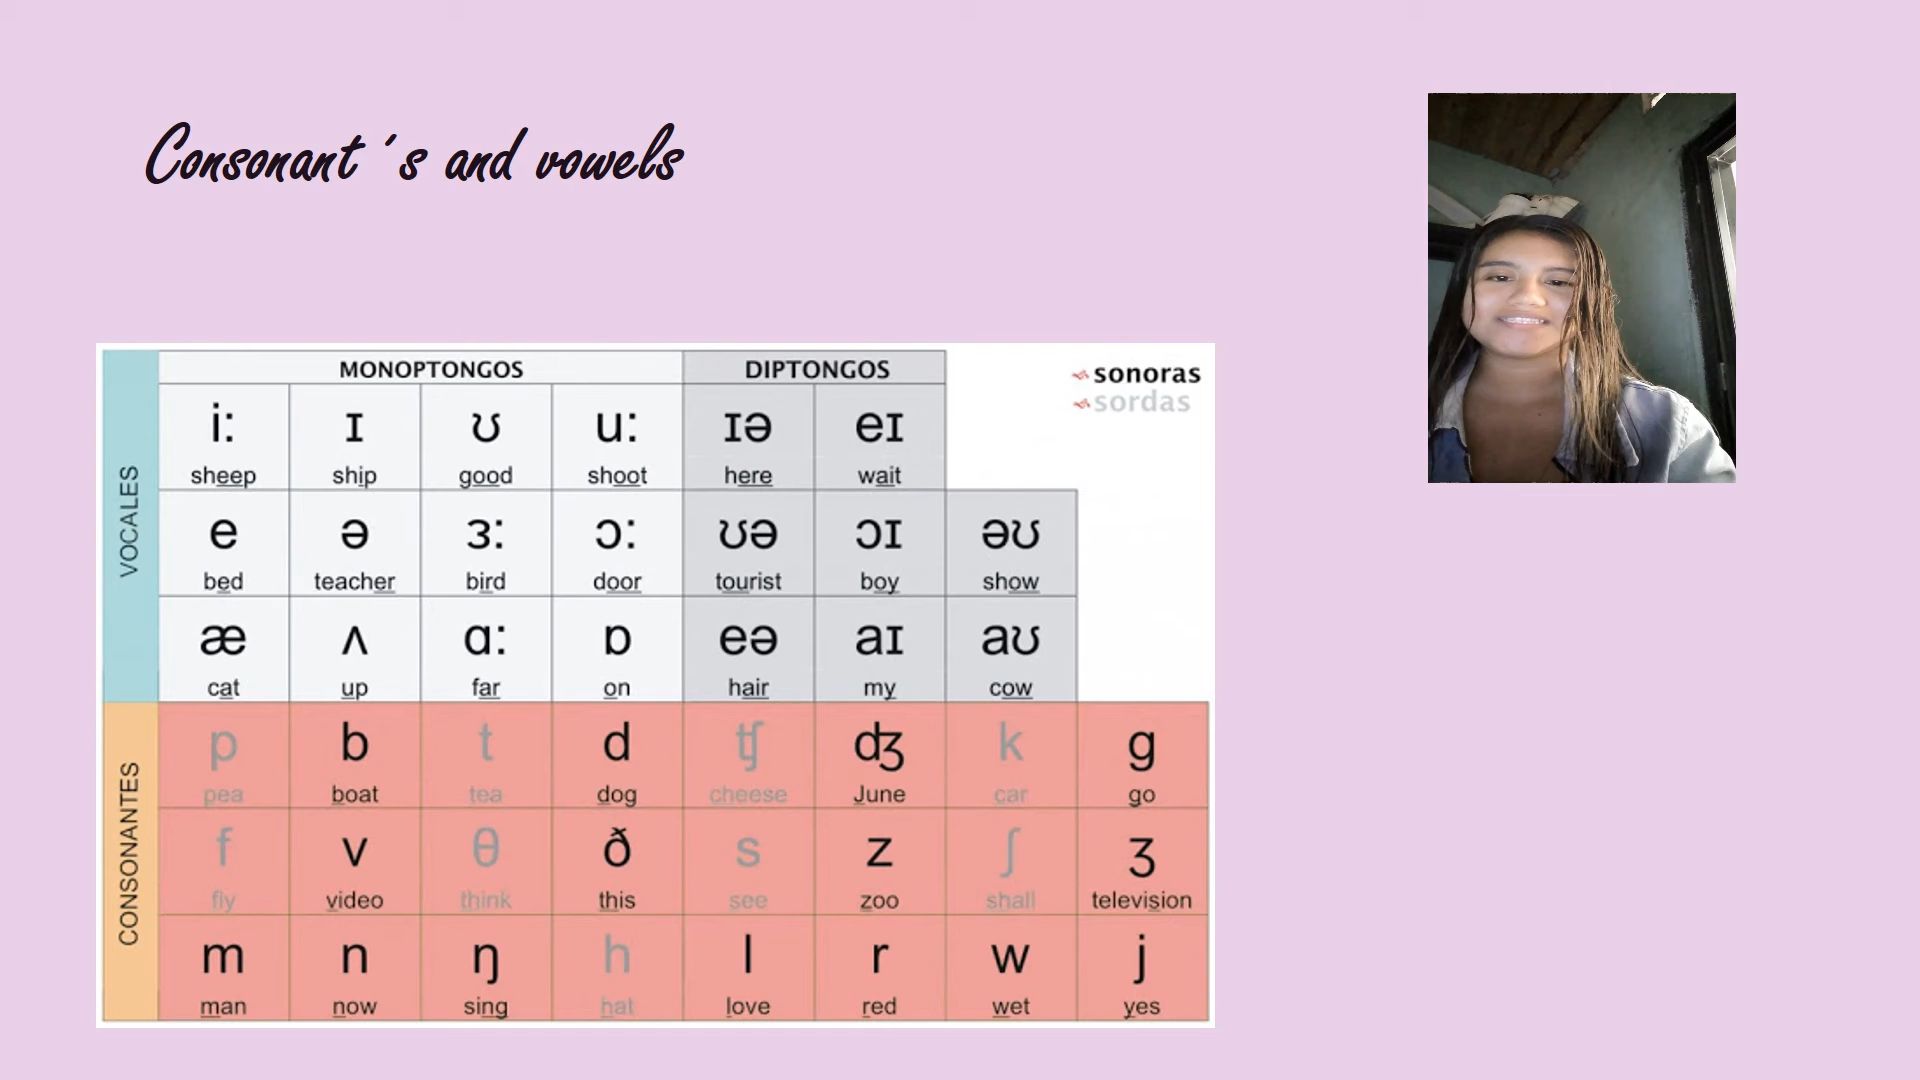 Consonant´s and vowels
MONOPTONGOS DIPTONGOS
sonoras
sordas
VOCALES
i: ɪ ʊ u: ɪə eɪ
sheep ship good shoot here wait
e ə ɜ: ɔ: ʊə ɔɪ əʊ
bed teacher bird door tourist boy show
æ ʌ ɑ: ɒ eə aɪ aʊ
cat up far on hair my cow
CONSONANTES
p b t d ʧ ʤ k g
pea boat tea dog cheese June car go
f v θ ð s z ʃ ʒ
fly video think this see zoo shall television
m n ŋ h l r w j
man now sing hat love red wet yes